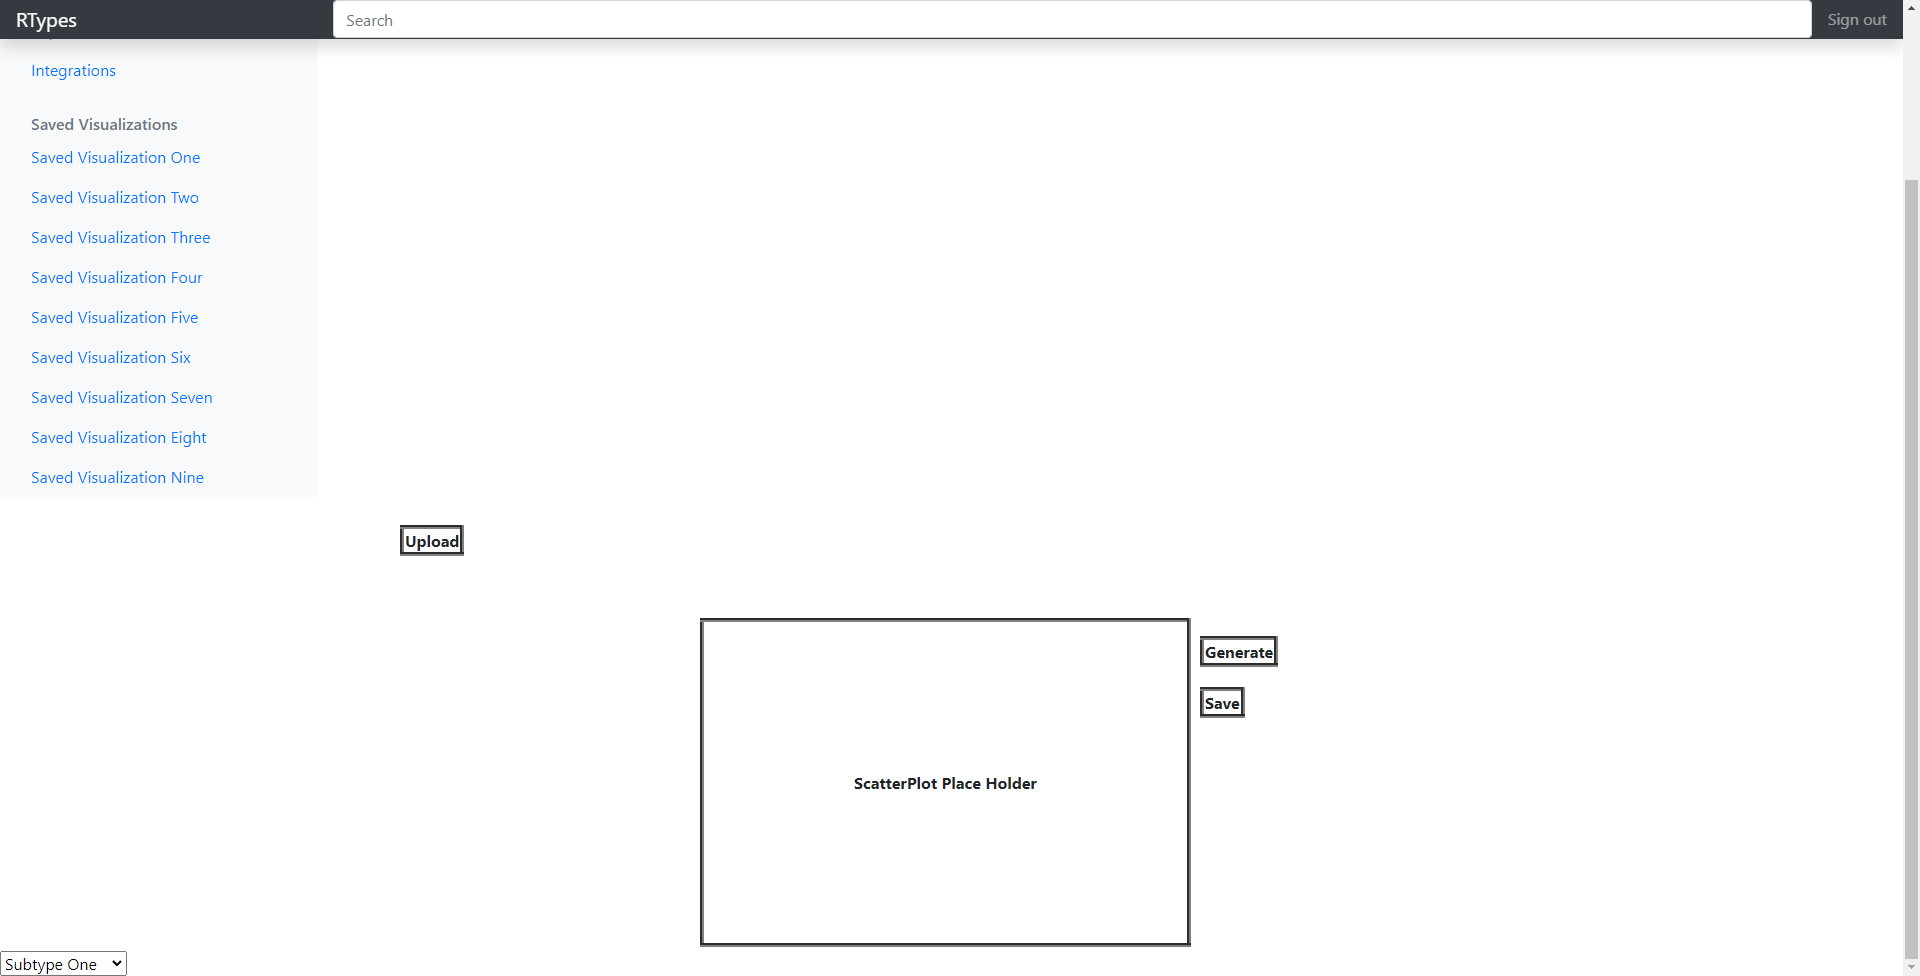 RTypes
Search
Sign out
Integrations
Saved Visualizations
Saved Visualization One
Saved Visualization Two
Saved Visualization Three
Saved Visualization Four
Saved Visualization Five
Saved Visualization Six
Saved Visualization Seven
Saved Visualization Eight
Saved Visualization Nine
Upload
Generate
Save
ScatterPlot Place Holder
Subtype One